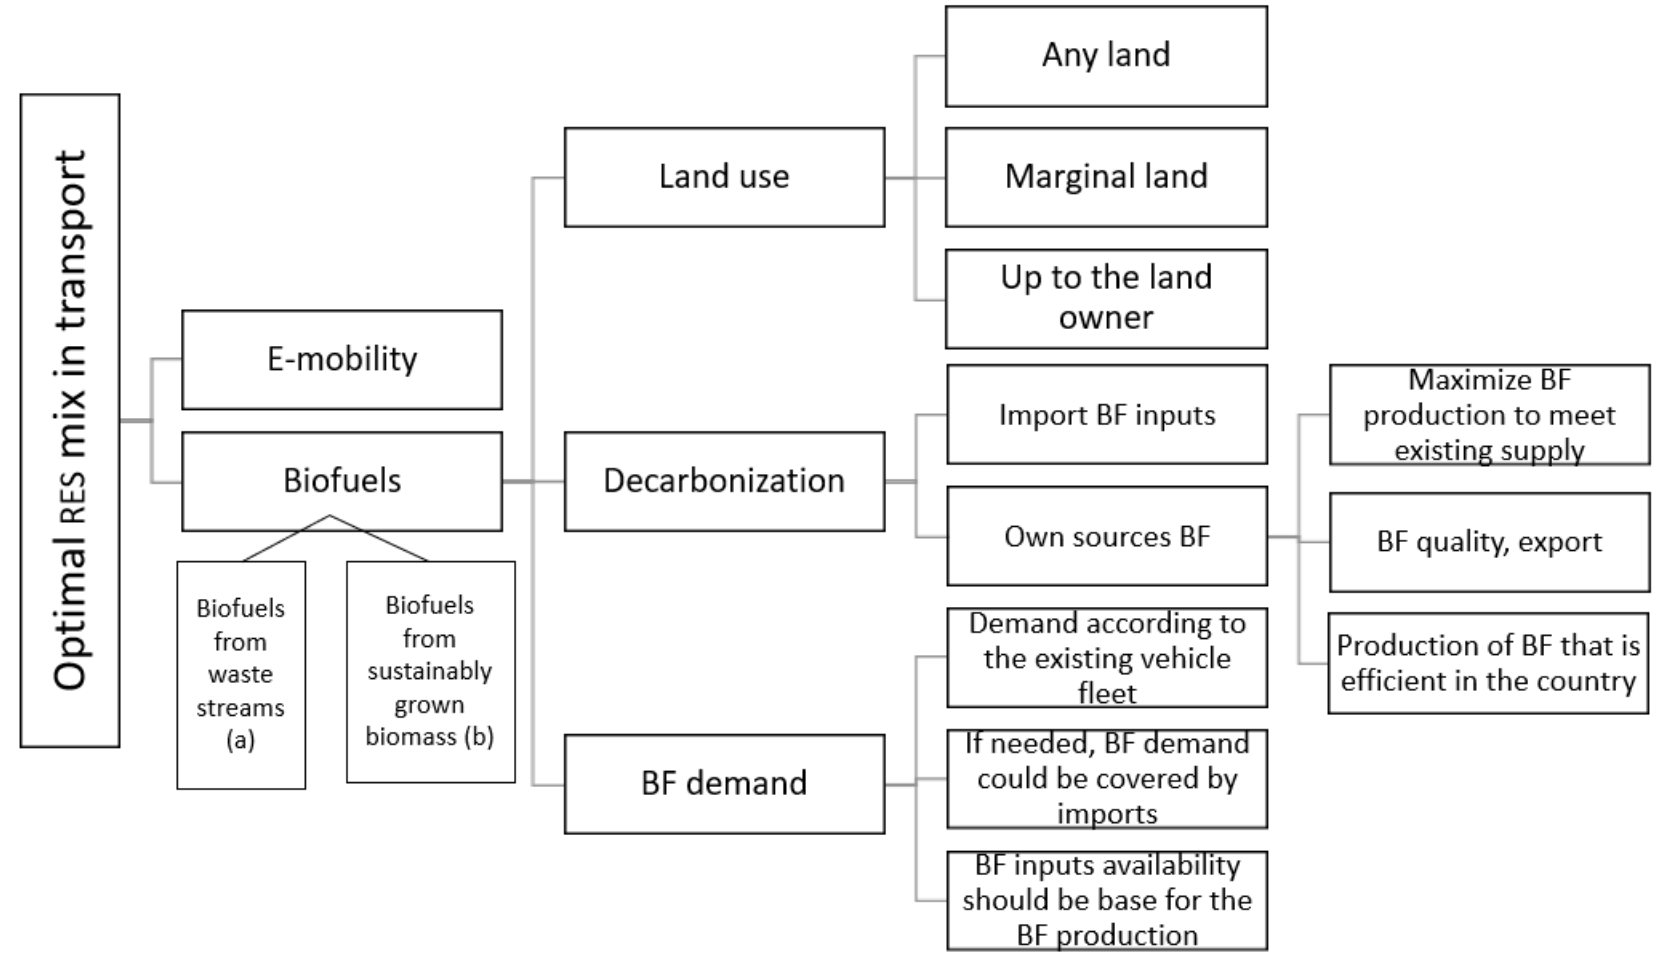 Optimal RES mix in transport
E-mobility
Biofuels
Biofuels
from
waste
streams
(a)
Biofuels
from
sustainably
grown
biomass (b)
Land use
Decarbonization
BF demand
Any land
Marginal land
Up to the land
owner
Import BF inputs
Own sources BF
Demand according to
the existing vehicle
fleet
If needed, BF demand
could be covered by
imports
BF inputs availability
should be base for the
BF production
Maximize BF
production to meet
existing supply
BF quality, export
Production of BF that is
efficient in the country